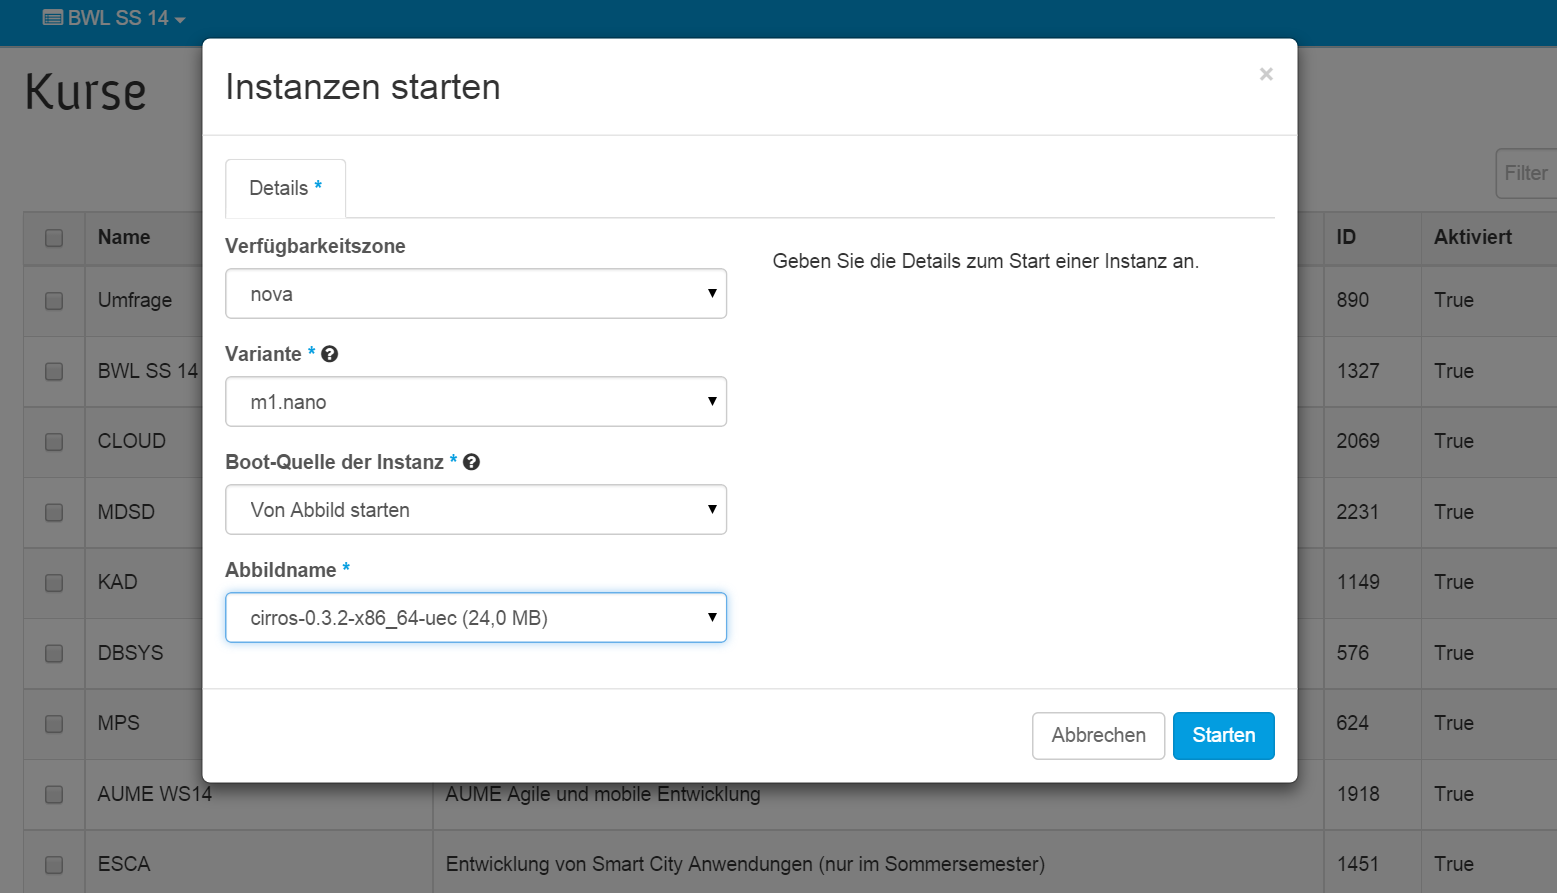 BWL SS 14
Kurse
Instanzen starten
×
Details *
Filter
Verfügbarkeitszone
Geben Sie die Details zum Start einer Instanz an.
nova
Variante *
m1.nano
Boot-Quelle der Instanz *
Von Abbild starten
Abbildname *
cirros-0.3.2-x86_64-uec (24,0 MB)
Abbrechen Starten
Name ID Aktiviert
Umfrage 890 True
BWL SS 14 1327 True
CLOUD 2069 True
MDSD 2231 True
KAD 1149 True
DBSYS 576 True
MPS 624 True
AUME WS14 AUME Agile und mobile Entwicklung 1918 True
ESCA Entwicklung von Smart City Anwendungen (nur im Sommersemester) 1451 True